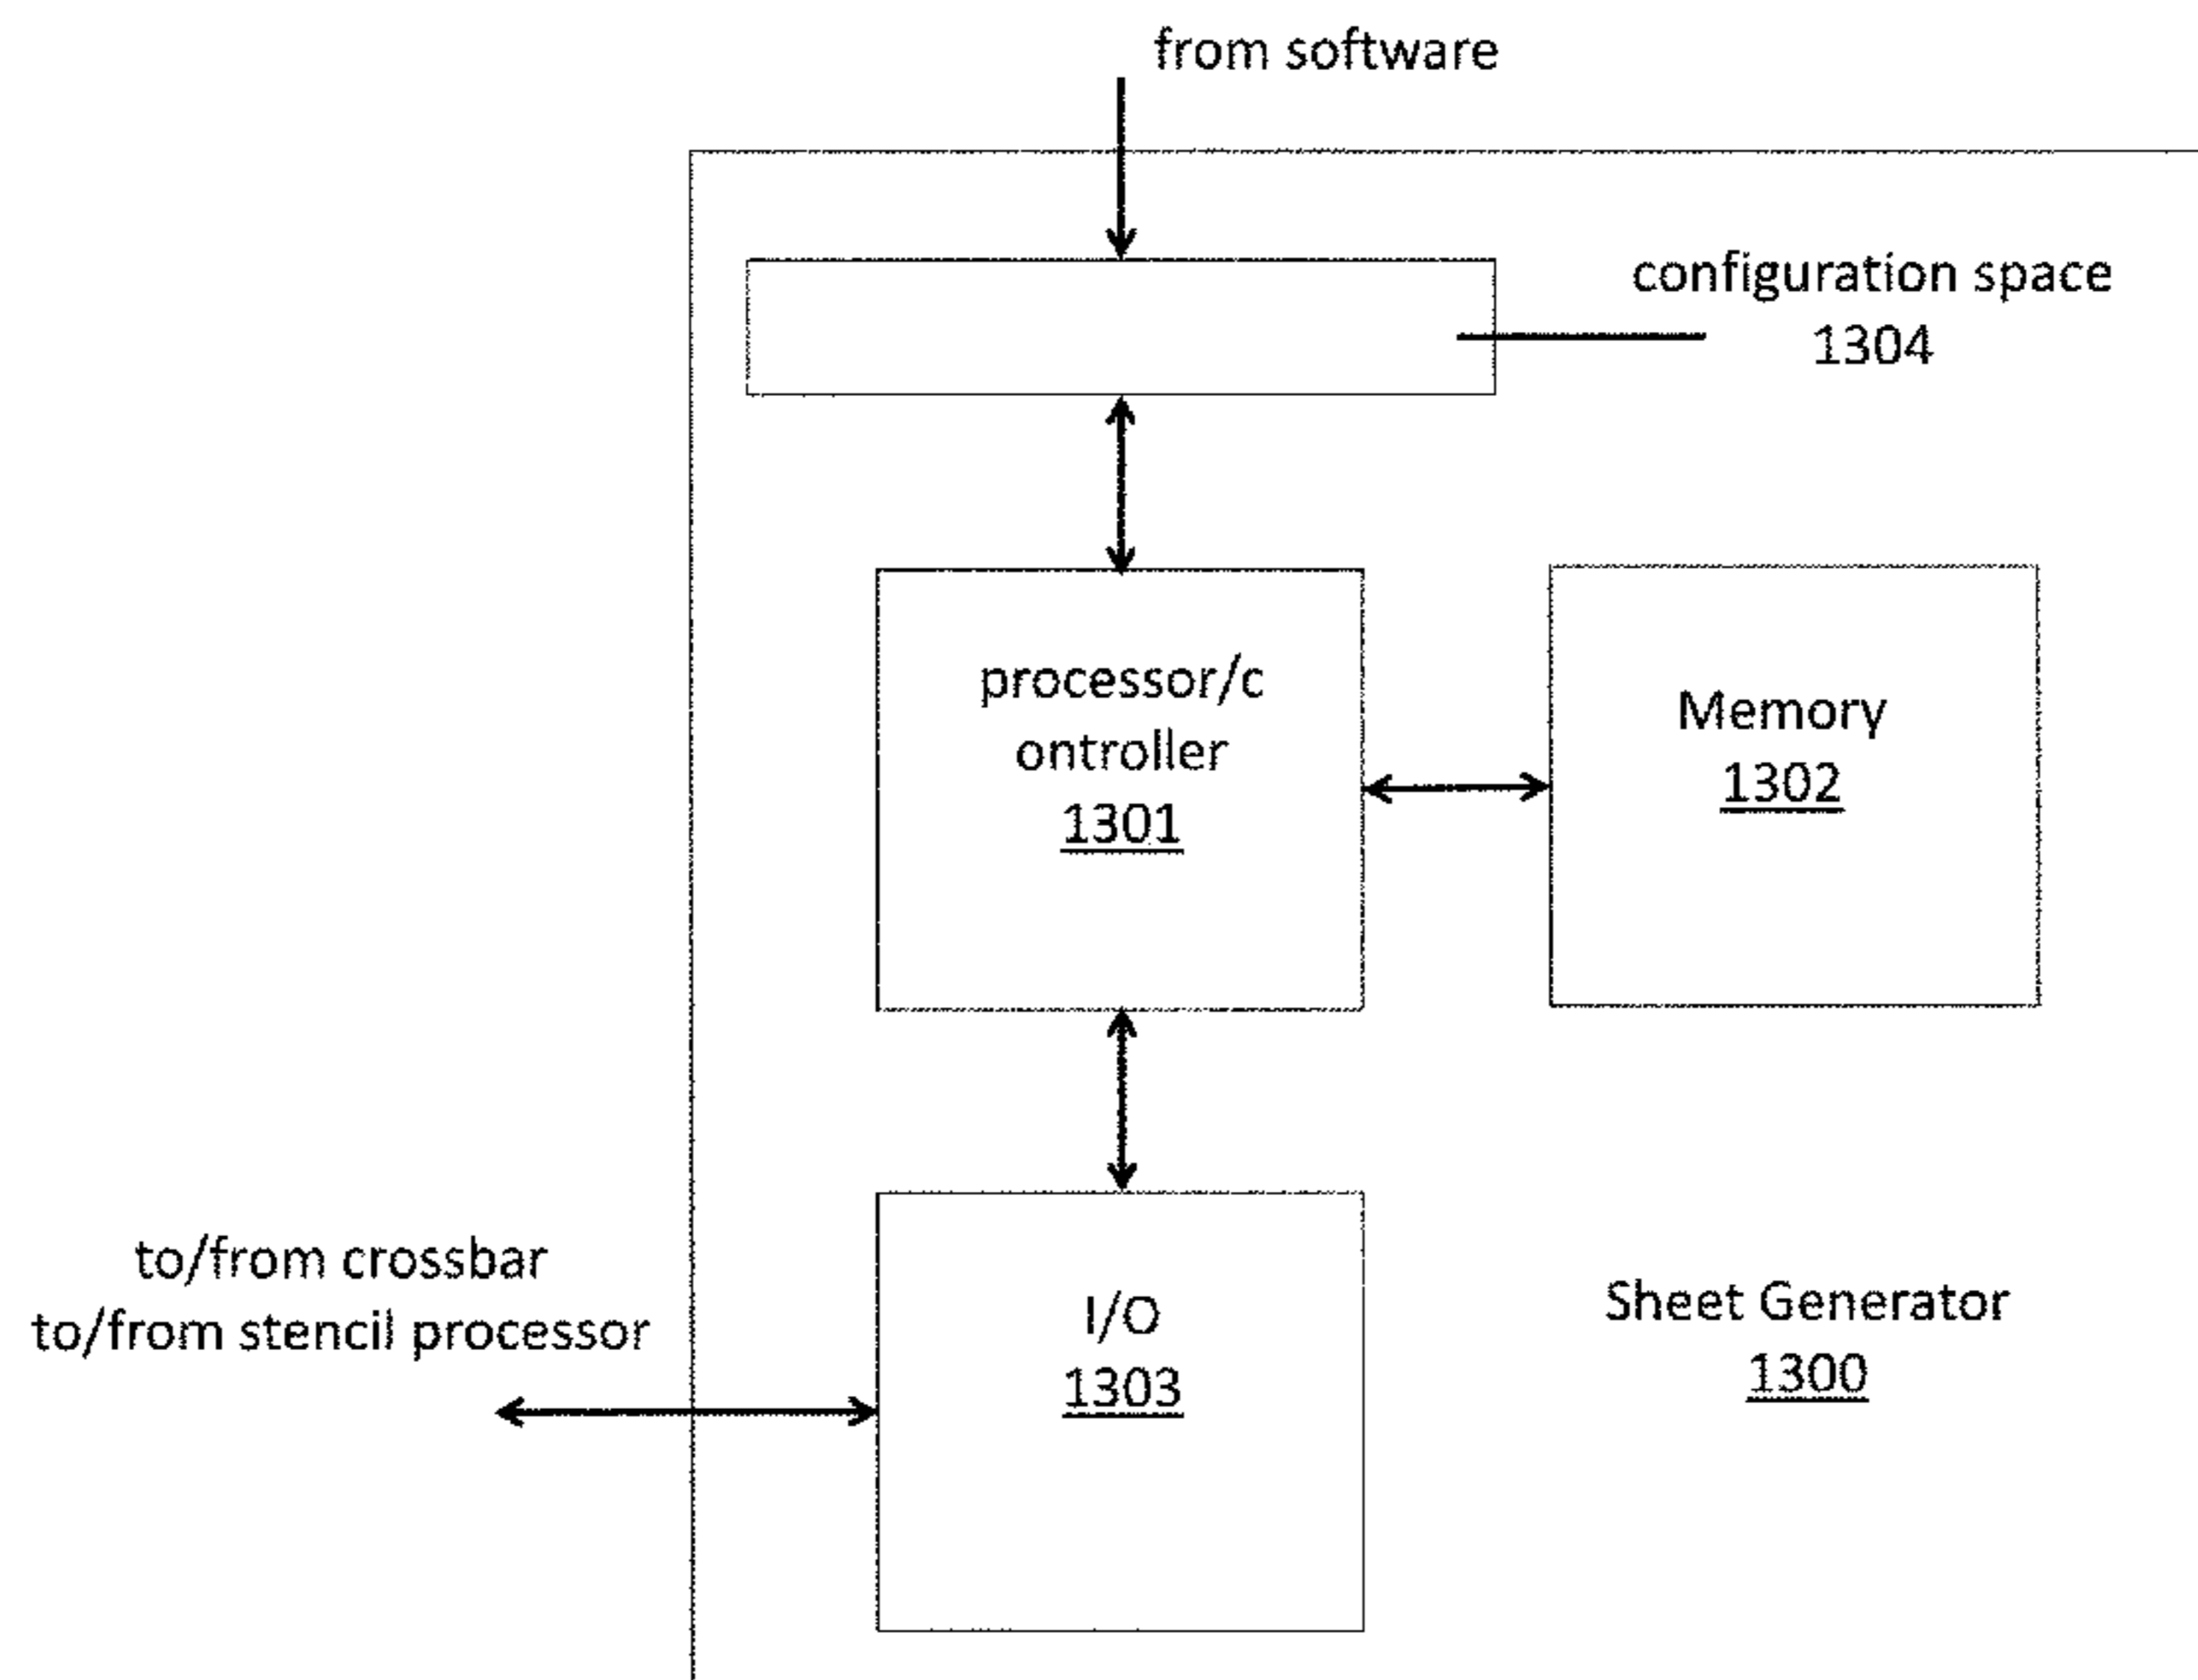 from software
configuration space
1304
processor/c
ontroller
1301
Memory
1302
to/from crossbar
to/from stencil processor
I/O
1303
Sheet Generator
1300